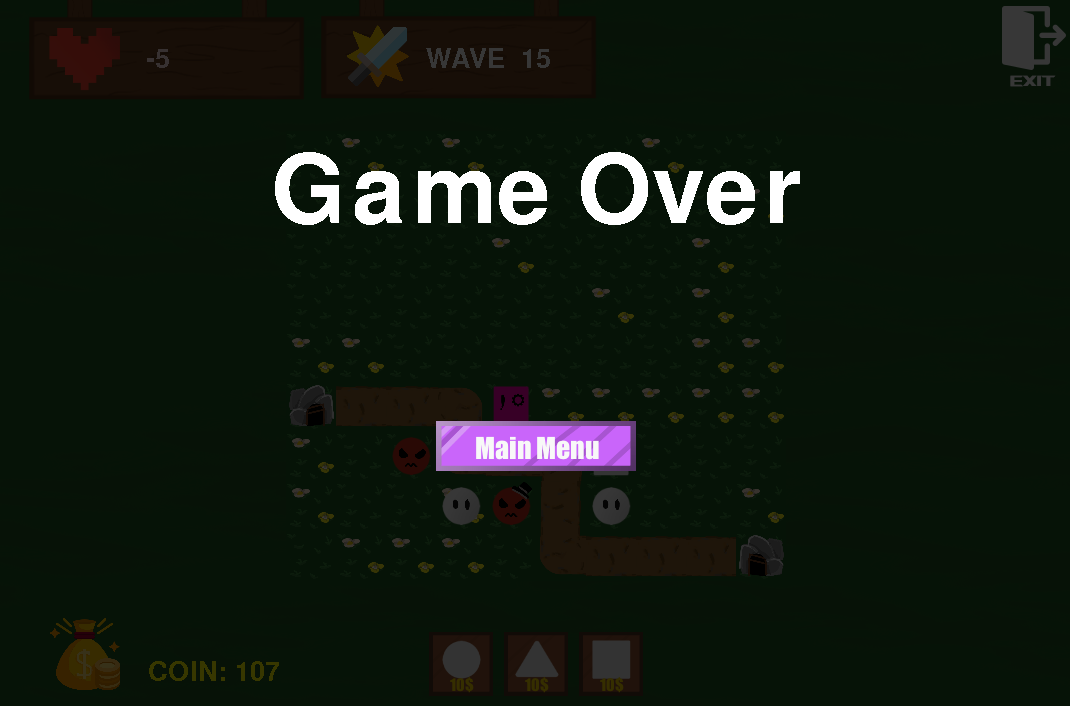 -5
WAVE 15
EXIT
Game Over
Main Menu
COIN: 107
10$
10$
10$